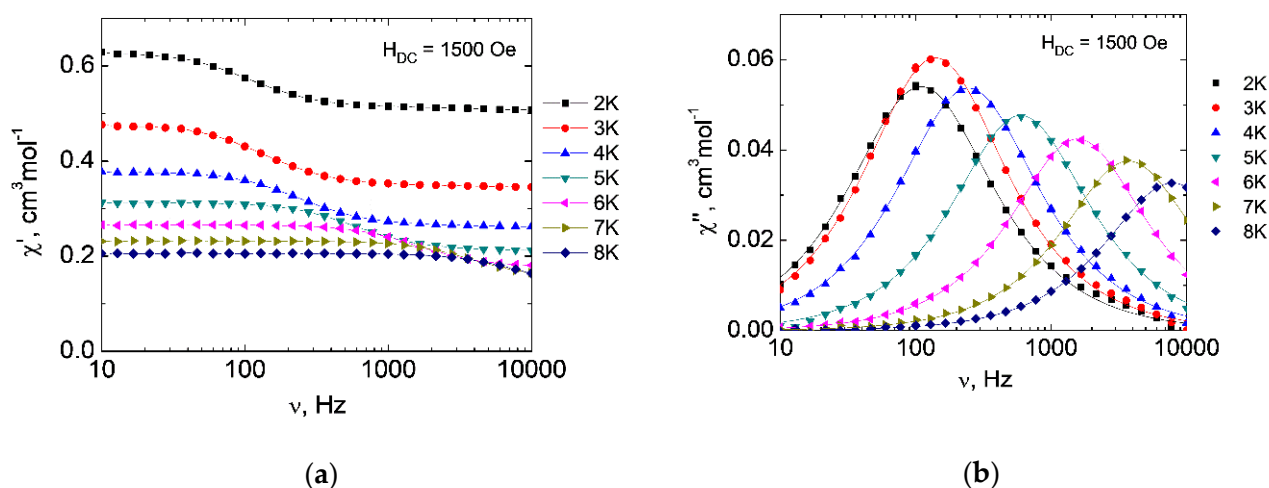 H_DC = 1500 Oe
0.6
0.4
0.2
0.0
χ', cm³mol⁻¹
10 100 1000 10000
ν, Hz
2K
3K
4K
5K
6K
7K
8K
(a)
H_DC = 1500 Oe
0.06
0.04
0.02
0.00
χ'', cm³mol⁻¹
10 100 1000 10000
ν, Hz
2K
3K
4K
5K
6K
7K
8K
(b)